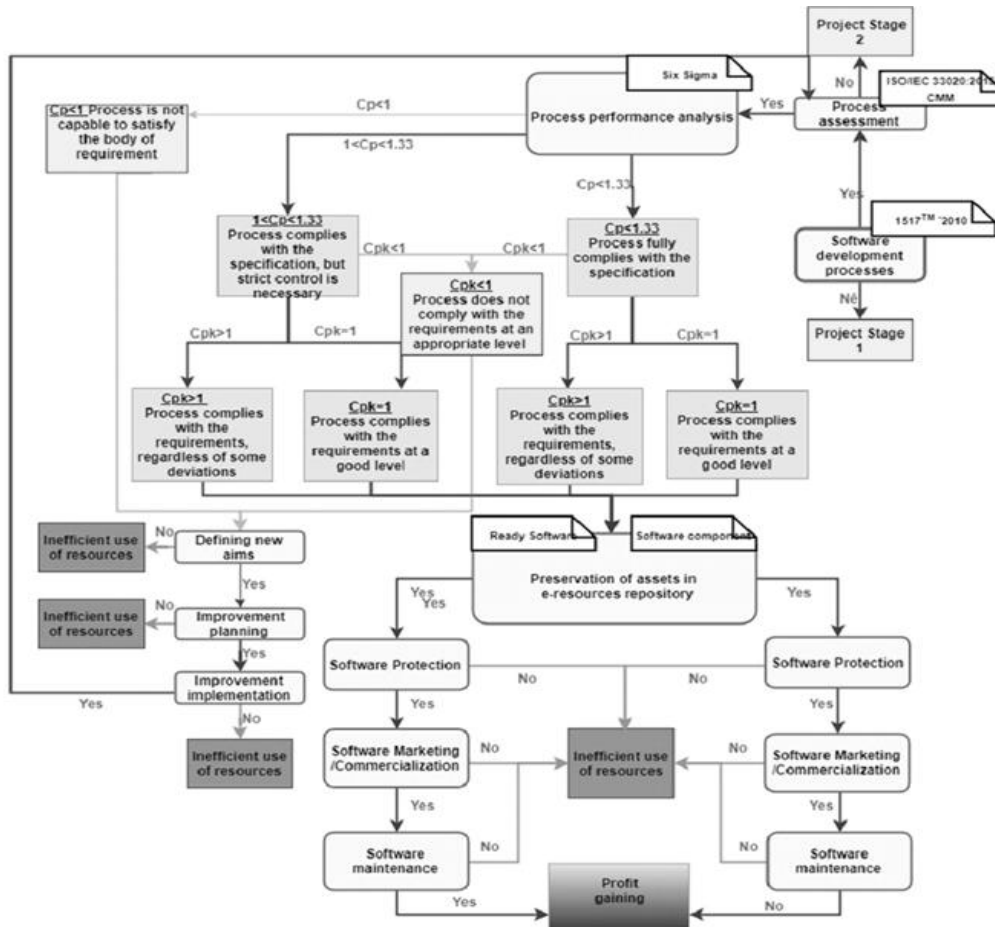 Project Stage
2
Six Sigma
ISO/IEC 33020:2015
CMM
No
Yes
Process
assessment
Process performance analysis
Cp<1
Cp<1 Process is not
capable to satisfy
the body of
requirement
1<Cp<1.33
Cp<1.33
Yes
1517™ -2010
Software
development
processes
Nē
Project Stage
1
1<Cp<1.33
Process complies
with the
specification, but
strict control is
necessary
Cpk<1
Cpk<1
Cp<1.33
Process fully
complies with the
specification
Cpk<1
Process does not
comply with the
requirements at an
appropriate level
Cpk>1
Cpk=1
Cpk>1
Cpk=1
Cpk>1
Process complies
with the
requirements,
regardless of some
deviations
Cpk=1
Process complies
with the
requirements at a
good level
Cpk>1
Process complies
with the
requirements,
regardless of some
deviations
Cpk=1
Process complies
with the
requirements at a
good level
Inefficient use
of resources
No
Defining new
aims
Yes
Ready Software
Software component
Preservation of assets in
e-resources repository
Inefficient use
of resources
No
Improvement
planning
Yes
Yes
Yes
Yes
Improvement
implementation
Yes
No
Inefficient use
of resources
Software Protection
No
No
Software Protection
Yes
Yes
Software Marketing
/Commercialization
No
Inefficient use
of resources
No
Software Marketing
/Commercialization
Yes
Yes
Software
maintenance
No
No
Software
maintenance
Yes
Profit
gaining
No